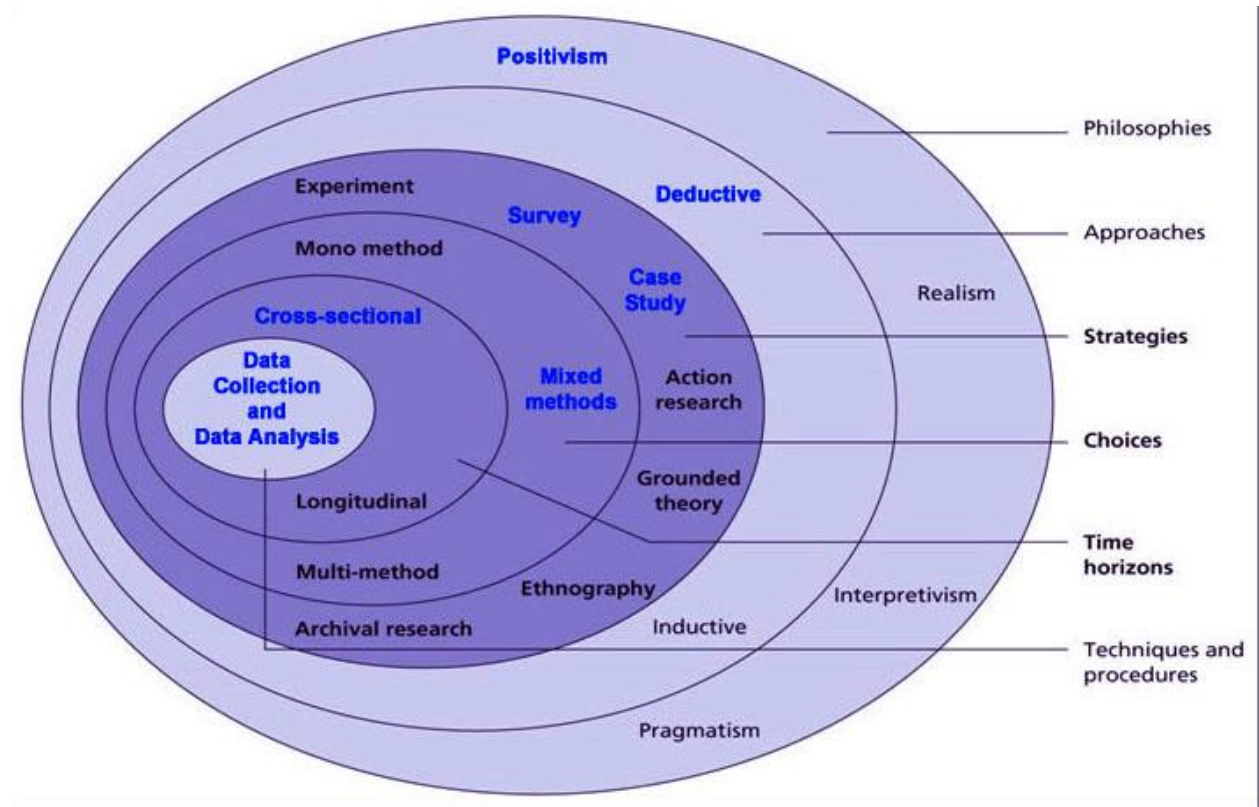 Positivism
Philosophies
Experiment
Deductive
Survey
Approaches
Mono method
Case
Study
Realism
Cross-sectional
Strategies
Data
Collection
and
Data Analysis
Mixed
methods
Action
research
Choices
Grounded
theory
Longitudinal
Time
horizons
Multi-method
Ethnography
Interpretivism
Archival research
Inductive
Techniques and
procedures
Pragmatism